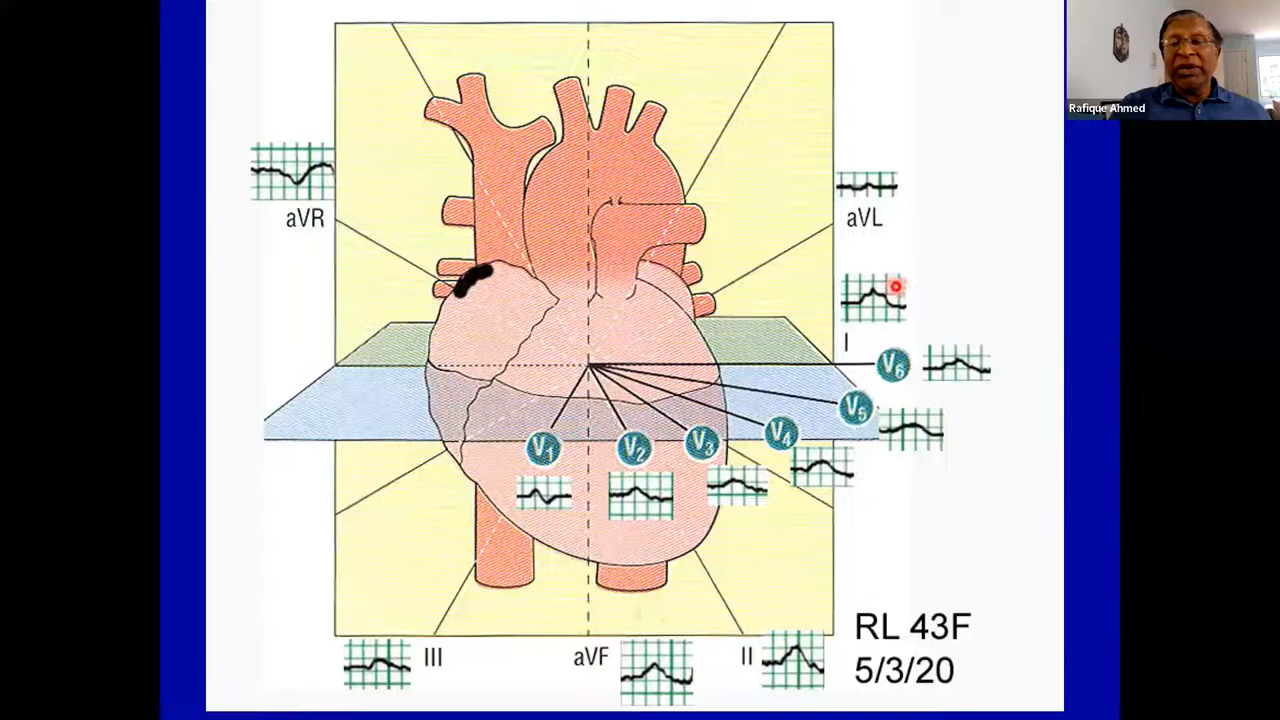 Rafique Ahmed
aVR
aVL
I
V6
V5
V4
V3
V2
V1
III
aVF
II
RL 43F
5/3/20